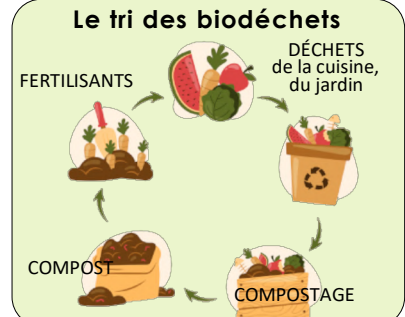 Le tri des biodéchets
DÉCHETS
de la cuisine,
du jardin
FERTILISANTS
COMPOST
COMPOSTAGE